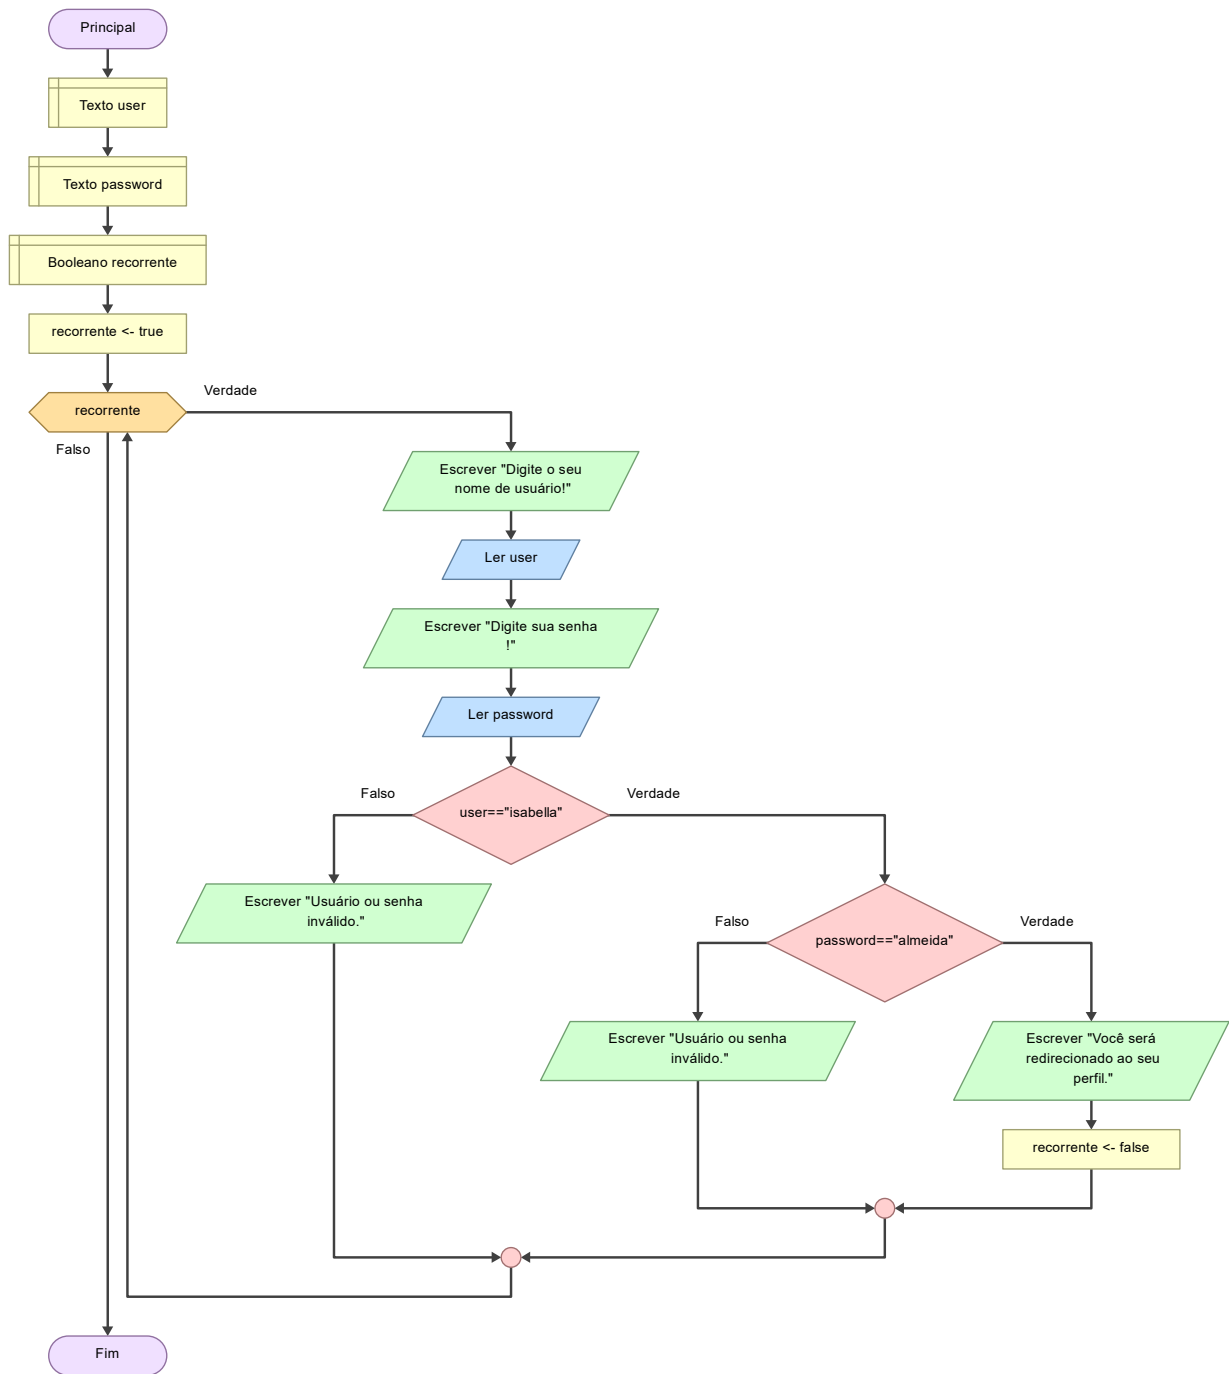 Principal
Texto user
Texto password
Booleano recorrente
recorrente <- true
Verdade
recorrente
Falso
Escrever "Digite o seu
nome de usuário!"
Ler user
Escrever "Digite sua senha
!"
Ler password
Falso
Verdade
user=="isabella"
Escrever "Usuário ou senha
inválido."
Falso
Verdade
password=="almeida"
Escrever "Usuário ou senha
inválido."
Escrever "Você será
redirecionado ao seu
perfil."
recorrente <- false
Fim